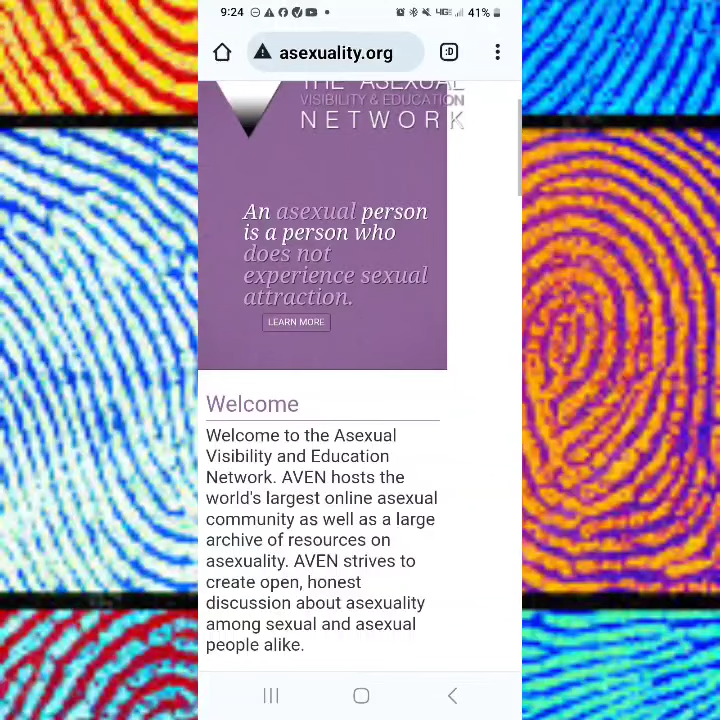 9:24 4G 41%
asexuality.org :D
THE ASEXUAL
VISIBILITY & EDUCATION
NETWORK
An asexual person
is a person who
does not
experience sexual
attraction.
LEARN MORE
Welcome
Welcome to the Asexual
Visibility and Education
Network. AVEN hosts the
world's largest online asexual
community as well as a large
archive of resources on
asexuality. AVEN strives to
create open, honest
discussion about asexuality
among sexual and asexual
people alike.